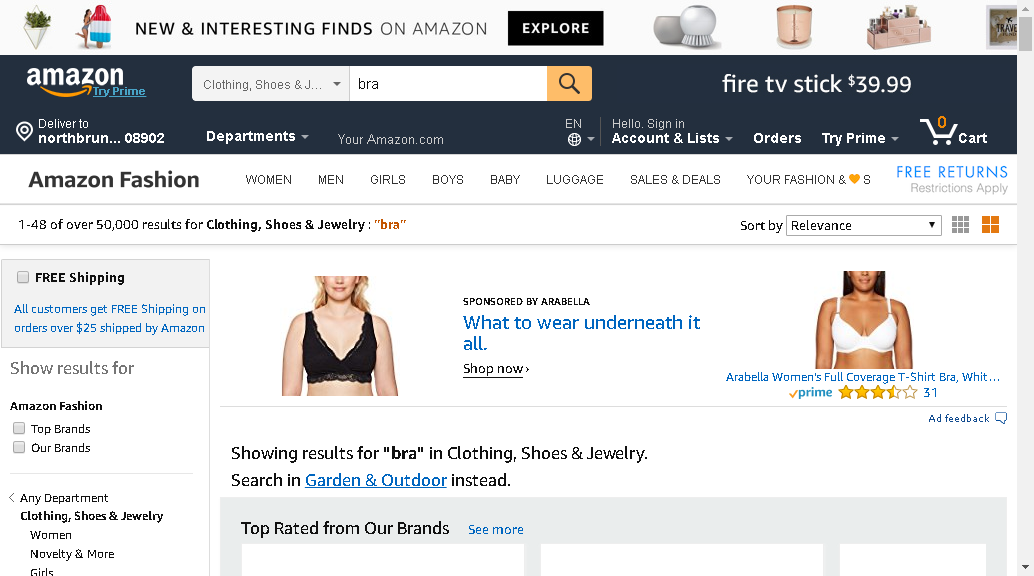 NEW & INTERESTING FINDS ON AMAZON
EXPLORE
TRAVE
amazon
Try Prime
Clothing, Shoes & J...
bra
fire tv stick $39.99
Deliver to
northbrun... 08902
Departments
Your Amazon.com
EN
Hello. Sign in
Account & Lists
Orders
Try Prime
0
Cart
Amazon Fashion
WOMEN
MEN
GIRLS
BOYS
BABY
LUGGAGE
SALES & DEALS
YOUR FASHION & 🧡 S
FREE RETURNS
Restrictions Apply
1-48 of over 50,000 results for Clothing, Shoes & Jewelry : "bra"
Sort by
Relevance
FREE Shipping
All customers get FREE Shipping on
orders over $25 shipped by Amazon
Show results for
Amazon Fashion
Top Brands
Our Brands
Any Department
Clothing, Shoes & Jewelry
Women
Novelty & More
Girls
SPONSORED BY ARABELLA
What to wear underneath it
all.
Shop now ›
Arabella Women's Full Coverage T-Shirt Bra, Whit...
prime
31
Ad feedback
Showing results for "bra" in Clothing, Shoes & Jewelry.
Search in Garden & Outdoor instead.
Top Rated from Our Brands
See more